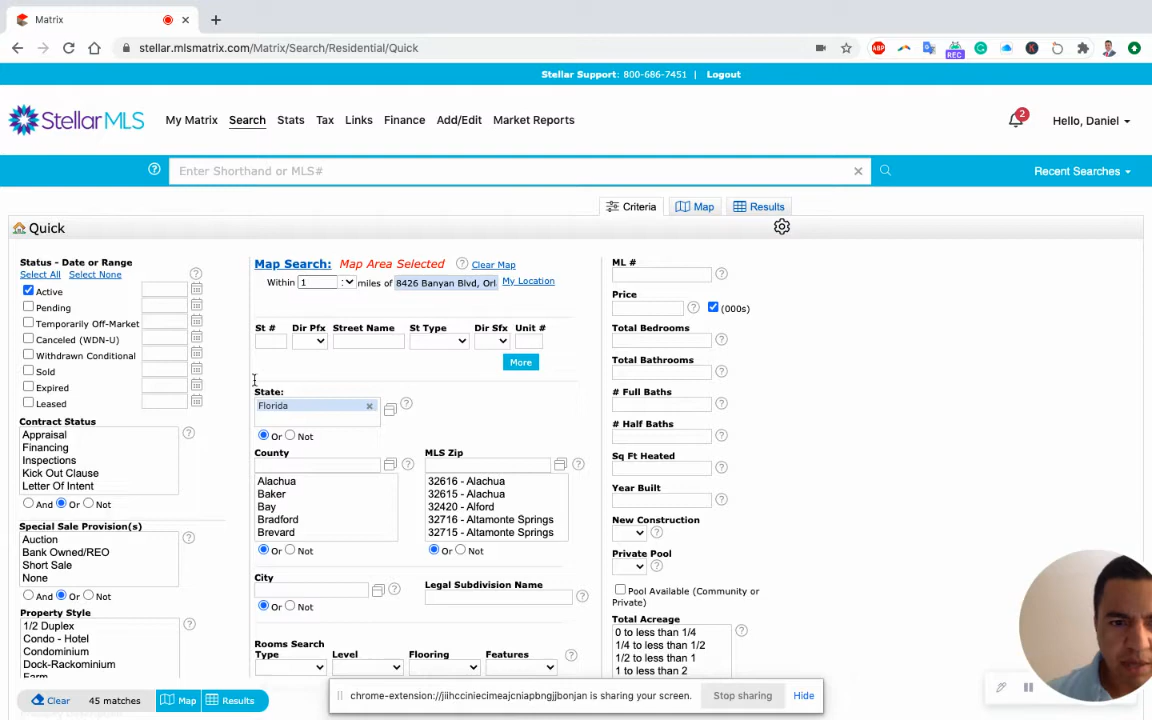 Matrix
stellar.mlsmatrix.com/Matrix/Search/Residential/Quick
ABP
REC
Stellar Support: 800-686-7451 | Logout
StellarMLS
My Matrix Search Stats Tax Links Finance Add/Edit Market Reports
2
Hello, Daniel
Enter Shorthand or MLS#
Recent Searches
Criteria Map Results
Quick
Status - Date or Range
Select All Select None
Active
Pending
Temporarily Off-Market
Canceled (WDN-U)
Withdrawn Conditional
Sold
Expired
Leased
Contract Status
Appraisal
Financing
Inspections
Kick Out Clause
Letter Of Intent
And Or Not
Special Sale Provision(s)
Auction
Bank Owned/REO
Short Sale
None
And Or Not
Property Style
1/2 Duplex
Condo - Hotel
Condominium
Dock-Rackominium
Farm
Map Search: Map Area Selected Clear Map
Within 1 miles of 8426 Banyan Blvd, Orl My Location
St # Dir Pfx Street Name St Type Dir Sfx Unit #
More
State:
Florida
Or Not
County
Alachua
Baker
Bay
Bradford
Brevard
Or Not
MLS Zip
32616 - Alachua
32615 - Alachua
32420 - Alford
32716 - Altamonte Springs
32715 - Altamonte Springs
Or Not
City
Or Not
Legal Subdivision Name
Rooms Search
Type Level Flooring Features
ML #
Price
(000s)
Total Bedrooms
Total Bathrooms
# Full Baths
# Half Baths
Sq Ft Heated
Year Built
New Construction
Private Pool
Pool Available (Community or
Private)
Total Acreage
0 to less than 1/4
1/4 to less than 1/2
1/2 to less than 1
1 to less than 2
Clear 45 matches Map Results
chrome-extension://jiihcciniecimeajcniapbngjjbonjan is sharing your screen. Stop sharing Hide